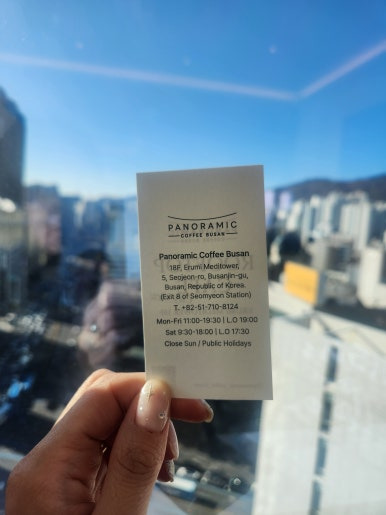 PANORAMIC
COFFEE BUSAN
Panoramic Coffee Busan
18F, Erumi Meditower,
5, Seojeon-ro, Busanjin-gu,
Busan, Republic of Korea.
(Exit 8 of Seomyeon Station)
T. +82-51-710-8124
Mon-Fri 11:00-19:30 | L.O 19:00
Sat 9:30-18:00 | L.O 17:30
Close Sun / Public Holidays